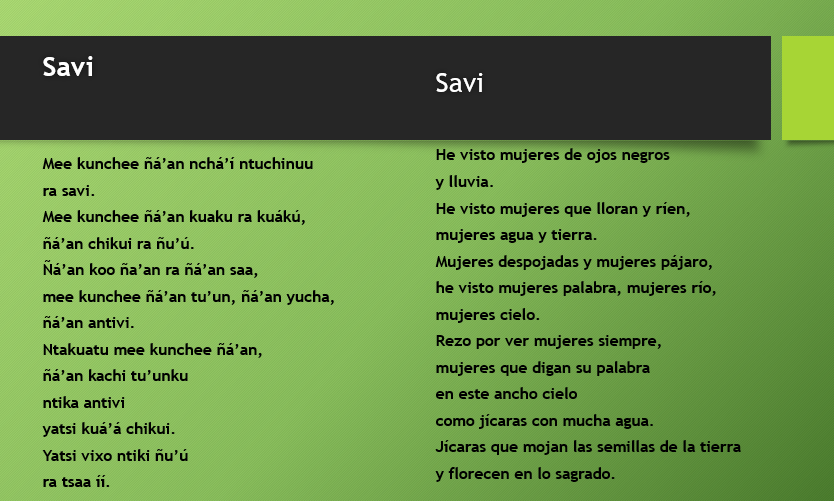 Savi
Mee kunchee ñá’an nchá’í ntuchinuu
ra savi.
Mee kunchee ñá’an kuaku ra kuákú,
ñá’an chikui ra ñu’ú.
Ñá’an koo ña’an ra ñá’an saa,
mee kunchee ñá’an tu’un, ñá’an yucha,
ñá’an antivi.
Ntakuatu mee kunchee ñá’an,
ñá’an kachi tu’unku
ntika antivi
yatsi kuá’á chikui.
Yatsi vixo ntiki ñu’ú
ra tsaa íí.
Savi
He visto mujeres de ojos negros
y lluvia.
He visto mujeres que lloran y ríen,
mujeres agua y tierra.
Mujeres despojadas y mujeres pájaro,
he visto mujeres palabra, mujeres río,
mujeres cielo.
Rezo por ver mujeres siempre,
mujeres que digan su palabra
en este ancho cielo
como jícaras con mucha agua.
Jícaras que mojan las semillas de la tierra
y florecen en lo sagrado.